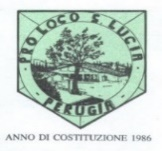 PRO LOCO S. LUCIA
PERUGIA
ANNO DI COSTITUZIONE 1986